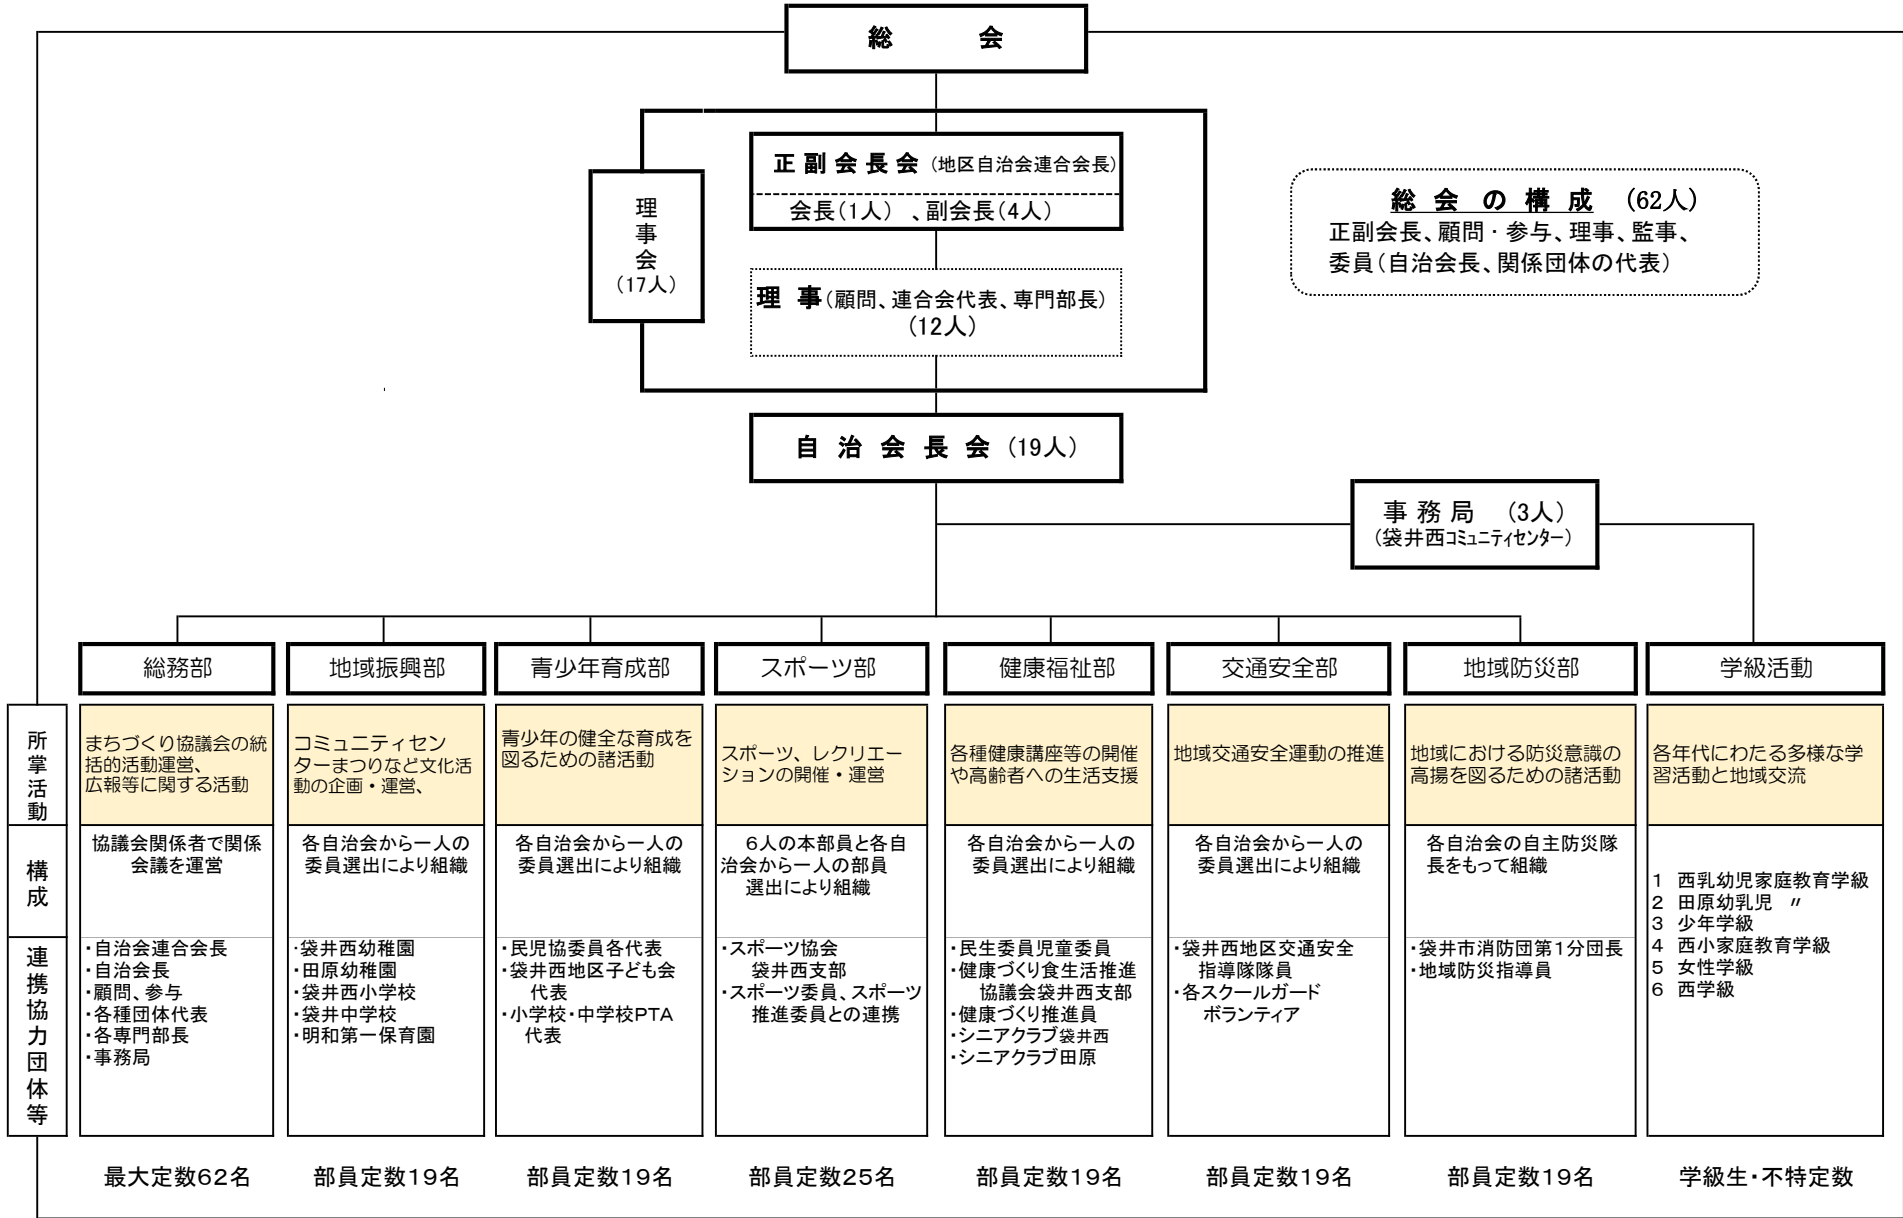 総 会
正副会長会 (地区自治会連合会長)
会長(1人) 、副会長(4人)
理
事
会
(17人)
総 会 の 構 成 (62人)
正副会長、顧問・参与、理事、監事、
委員(自治会長、関係団体の代表)
理 事(顧問、連合会代表、専門部長)
(12人)
自 治 会 長 会 (19人)
事 務 局 (3人)
(袋井西コミュニティセンター)
総務部
地域振興部
青少年育成部
スポーツ部
健康福祉部
交通安全部
地域防災部
学級活動
所
掌
活
動
まちづくり協議会の統
括的活動運営、
広報等に関する活動
コミュニティセン
ターまつりなど文化活
動の企画・運営、
青少年の健全な育成を
図るための諸活動
スポーツ、レクリエー
ションの開催・運営
各種健康講座等の開催
や高齢者への生活支援
地域交通安全運動の推進
地域における防災意識の
高揚を図るための諸活動
各年代にわたる多様な学
習活動と地域交流
構
成
協議会関係者で関係
会議を運営
各自治会から一人の
委員選出により組織
各自治会から一人の
委員選出により組織
6人の本部員と各自
治会から一人の部員
選出により組織
各自治会から一人の
委員選出により組織
各自治会から一人の
委員選出により組織
各自治会の自主防災隊
長をもって組織
1 西乳幼児家庭教育学級
2 田原幼乳児 〃
3 少年学級
4 西小家庭教育学級
5 女性学級
6 西学級
連
携
協
力
団
体
等
・自治会連合会長
・自治会長
・顧問、参与
・各種団体代表
・各専門部長
・事務局
・袋井西幼稚園
・田原幼稚園
・袋井西小学校
・袋井中学校
・明和第一保育園
・民児協委員各代表
・袋井西地区子ども会
代表
・小学校・中学校PTA
代表
・スポーツ協会
袋井西支部
・スポーツ委員、スポーツ
推進委員との連携
・民生委員児童委員
・健康づくり食生活推進
協議会袋井西支部
・健康づくり推進員
・シニアクラブ袋井西
・シニアクラブ田原
・袋井西地区交通安全
指導隊隊員
・各スクールガード
ボランティア
・袋井市消防団第1分団長
・地域防災指導員
最大定数62名
部員定数19名
部員定数19名
部員定数25名
部員定数19名
部員定数19名
部員定数19名
学級生・不特定数